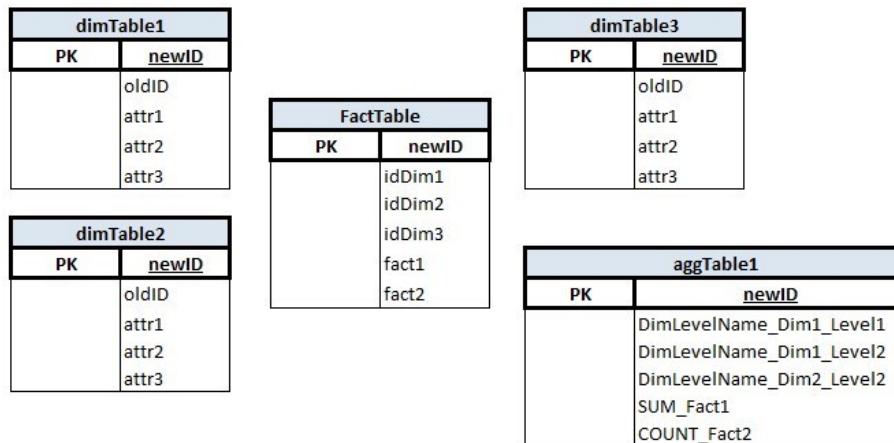 dimTable1
PK newID
oldID
attr1
attr2
attr3
dimTable2
PK newID
oldID
attr1
attr2
attr3
FactTable
PK newID
idDim1
idDim2
idDim3
fact1
fact2
dimTable3
PK newID
oldID
attr1
attr2
attr3
aggTable1
PK newID
DimLevelName_Dim1_Level1
DimLevelName_Dim1_Level2
DimLevelName_Dim2_Level2
SUM_Fact1
COUNT_Fact2